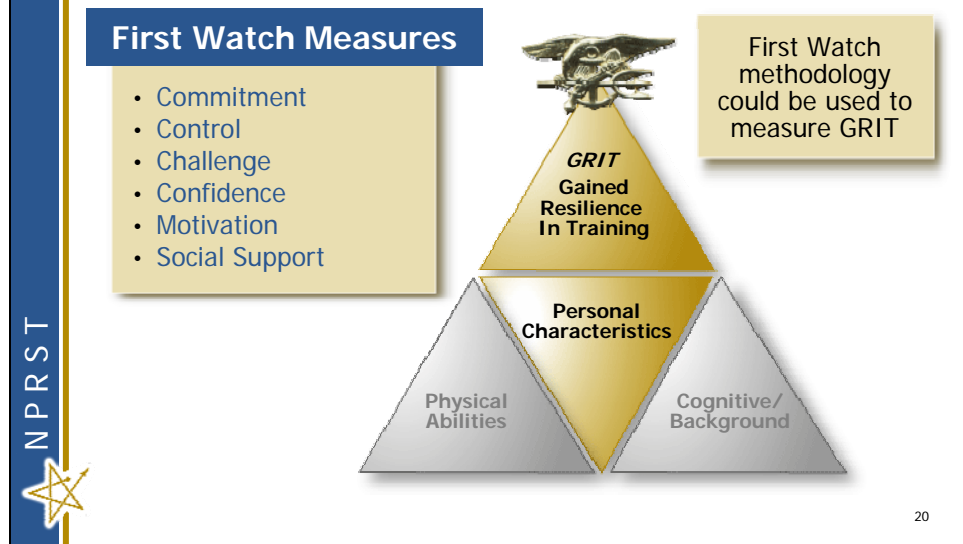 First Watch Measures
• Commitment
• Control
• Challenge
• Confidence
• Motivation
• Social Support
First Watch
methodology
could be used to
measure GRIT
GRIT
Gained
Resilience
In Training
Personal
Characteristics
Physical
Abilities
Cognitive/
Background
NPRST
20